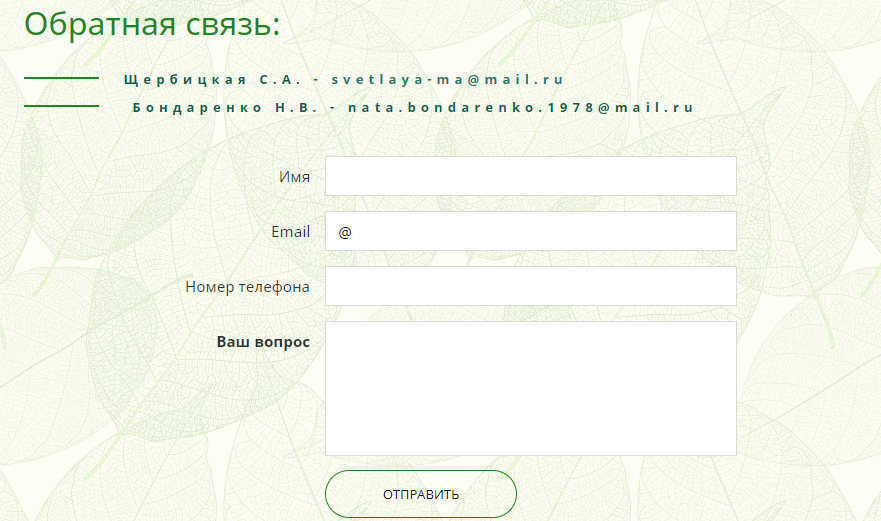 Обратная связь:
Щербицкая С.А. - svetlaya-ma@mail.ru
Бондаренко Н.В. - nata.bondarenko.1978@mail.ru
Имя
Email @
Номер телефона
Ваш вопрос
ОТПРАВИТЬ